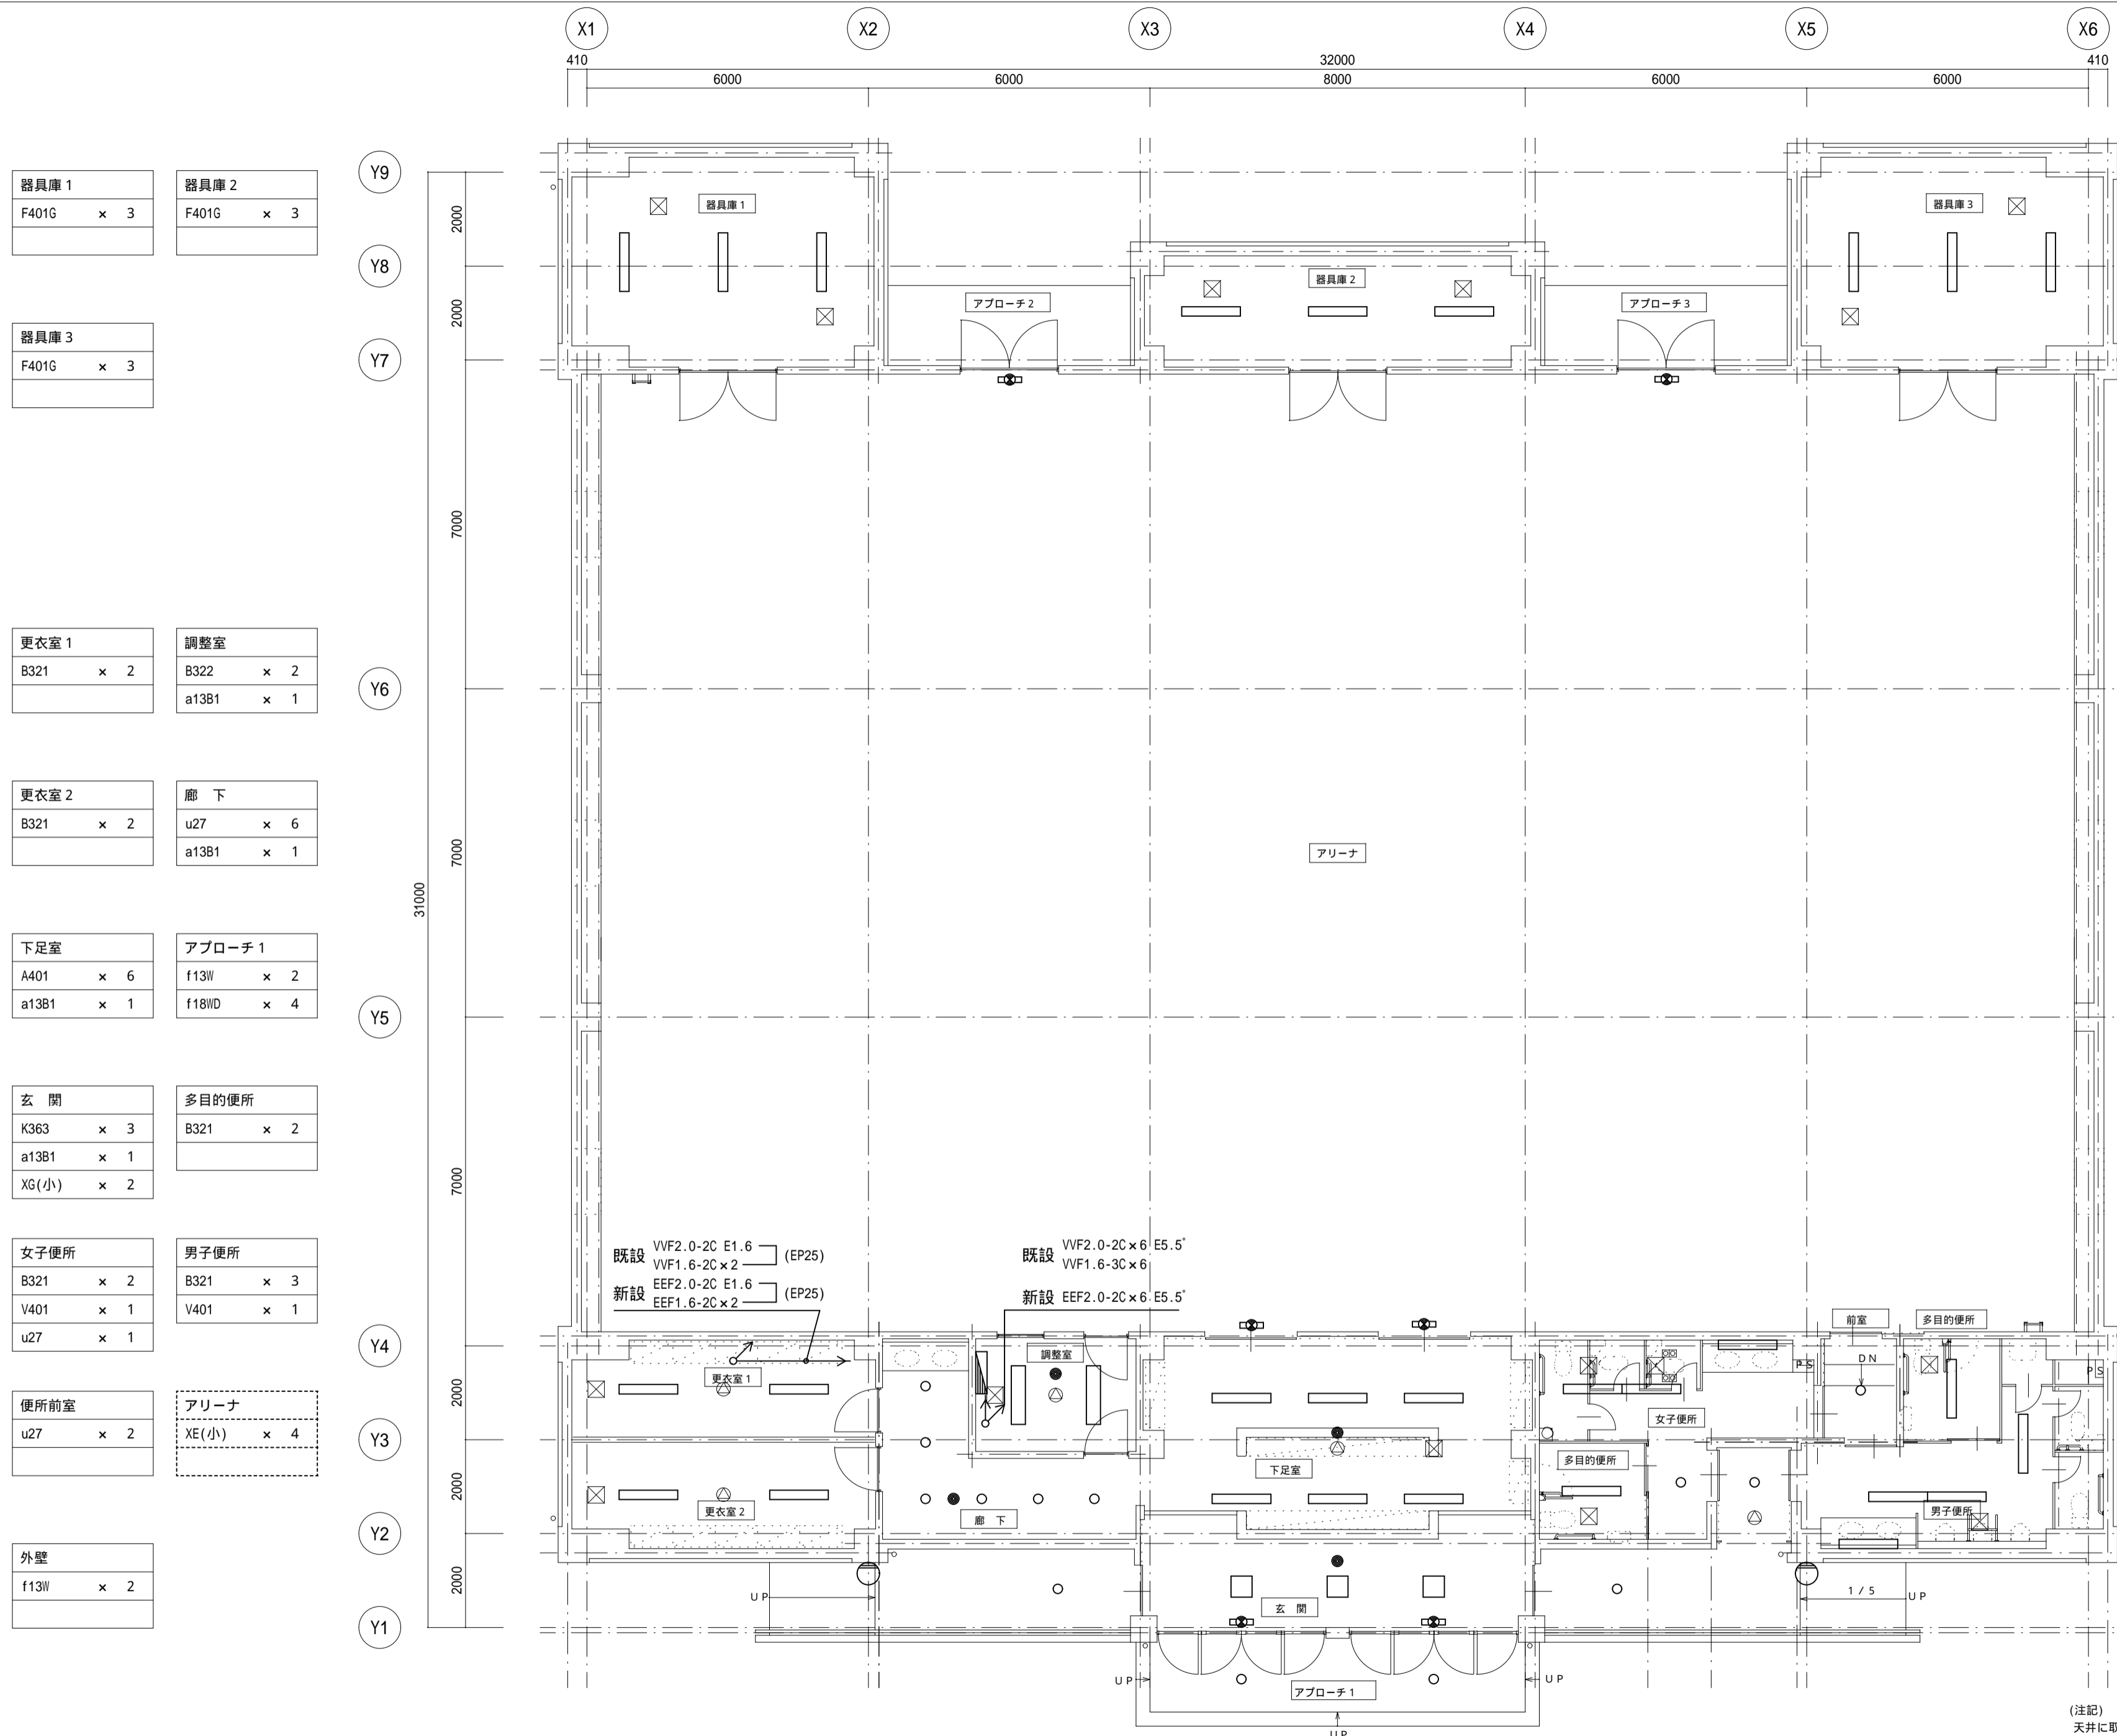 X1 X2 X3 X4 X5 X6
410 32000 410
6000 6000 8000 6000 6000
Y9
Y8
Y7
Y6
Y5
Y4
Y3
Y2
Y1
2000
2000
7000
7000
7000
2000
2000
2000
31000
器具庫1
F401G × 3
器具庫2
F401G × 3
器具庫3
F401G × 3
更衣室1
B321 × 2
調整室
B322 × 2
a13B1 × 1
更衣室2
B321 × 2
廊 下
u27 × 6
a13B1 × 1
下足室
A401 × 6
a13B1 × 1
アプローチ1
f13W × 2
f18WD × 4
玄 関
K363 × 3
a13B1 × 1
XG(小) × 2
多目的便所
B321 × 2
女子便所
B321 × 2
V401 × 1
u27 × 1
男子便所
B321 × 3
V401 × 1
便所前室
u27 × 2
アリーナ
XE(小) × 4
外壁
f13W × 2
器具庫1
器具庫2
器具庫3
アプローチ2
アプローチ3
アリーナ
既設 VVF2.0-2C E1.6
VVF1.6-2C×2 (EP25)
新設 EEF2.0-2C E1.6
EEF1.6-2C×2 (EP25)
既設 VVF2.0-2C×6 E5.5゜
VVF1.6-3C×6
新設 EEF2.0-2C×6 E5.5゜
更衣室1
調整室
前室
多目的便所
PS
DN
PS
女子便所
多目的便所
下足室
更衣室2
廊 下
男子便所
UP
玄 関
1/5
UP
UP
アプローチ1
UP
UP
(注記)
天井に取